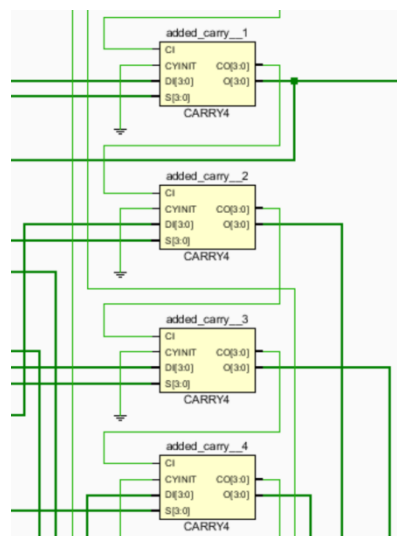 added_carry__1
CI
CYINIT CO[3:0]
DI[3:0] O[3:0]
S[3:0]
CARRY4
added_carry__2
CI
CYINIT CO[3:0]
DI[3:0] O[3:0]
S[3:0]
CARRY4
added_carry__3
CI
CYINIT CO[3:0]
DI[3:0] O[3:0]
S[3:0]
CARRY4
added_carry__4
CI
CYINIT CO[3:0]
DI[3:0] O[3:0]
S[3:0]
CARRY4